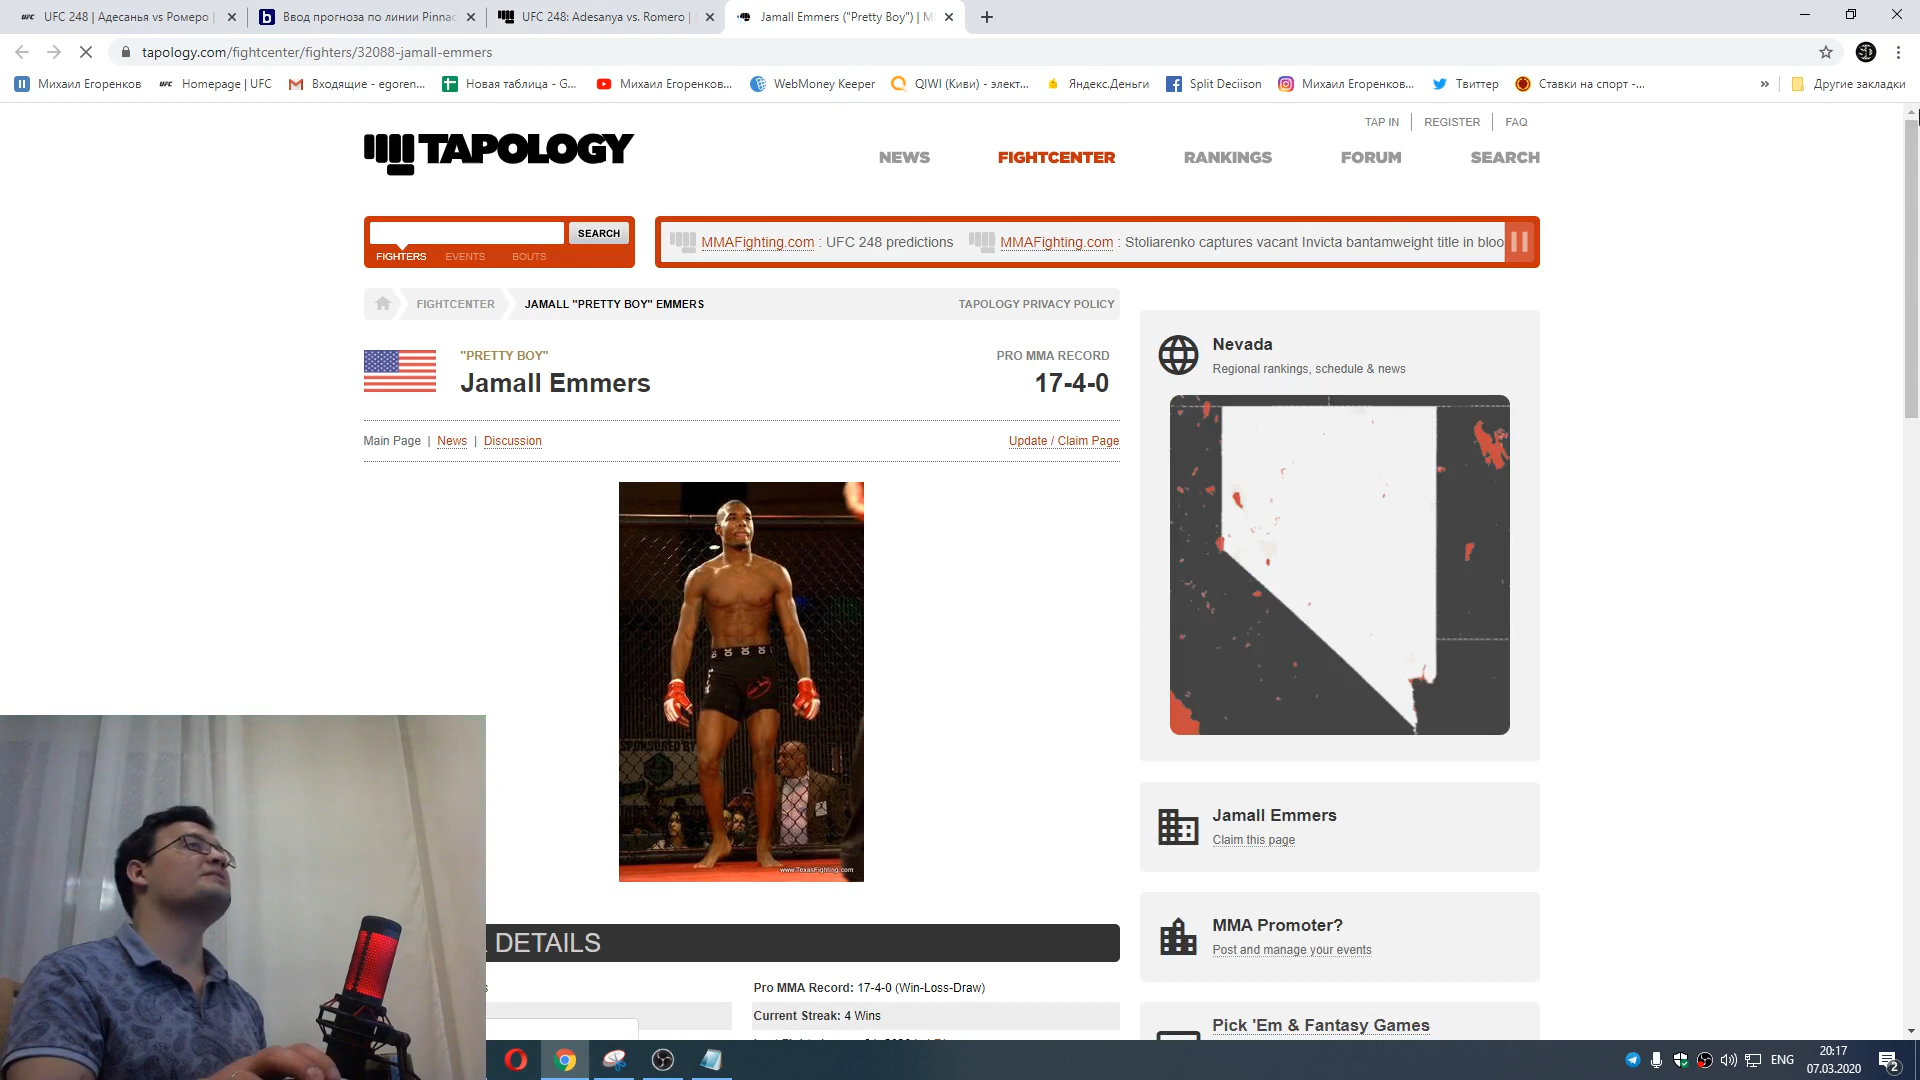 UFC 248 | Адесанья vs Ромеро |
Ввод прогноза по линии Pinnac
UFC 248: Adesanya vs. Romero |
Jamall Emmers ("Pretty Boy") | M
tapology.com/fightcenter/fighters/32088-jamall-emmers
Михаил Егоренков
UFC Homepage | UFC
Входящие - egoren...
Новая таблица - G...
Михаил Егоренков...
WebMoney Keeper
QIWI (Киви) - элект...
Яндекс.Деньги
Split Deciison
Михаил Егоренков...
Твиттер
Ставки на спорт -...
»
Другие закладки
TAP IN | REGISTER | FAQ
TAPOLOGY
NEWS FIGHTCENTER RANKINGS FORUM SEARCH
SEARCH
FIGHTERS EVENTS BOUTS
MMAFighting.com : UFC 248 predictions MMAFighting.com : Stoliarenko captures vacant Invicta bantamweight title in bloo
FIGHTCENTER JAMALL "PRETTY BOY" EMMERS TAPOLOGY PRIVACY POLICY
"PRETTY BOY" PRO MMA RECORD
Jamall Emmers 17-4-0
Main Page | News | Discussion Update / Claim Page
Nevada
Regional rankings, schedule & news
SPONSORED BY
www.TexasFighting.com
Jamall Emmers
Claim this page
MMA Promoter?
Post and manage your events
Pick 'Em & Fantasy Games
DETAILS
s
Pro MMA Record: 17-4-0 (Win-Loss-Draw)
Current Streak: 4 Wins
ENG
20:17
07.03.2020
2